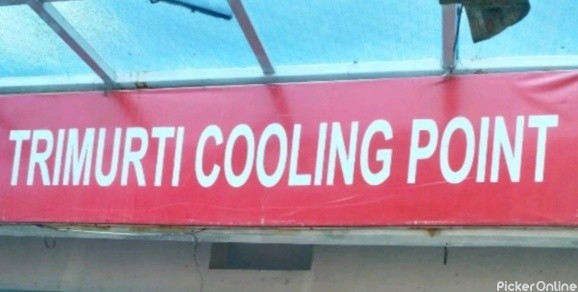 TRIMURTI COOLING POINT
PickerOnline